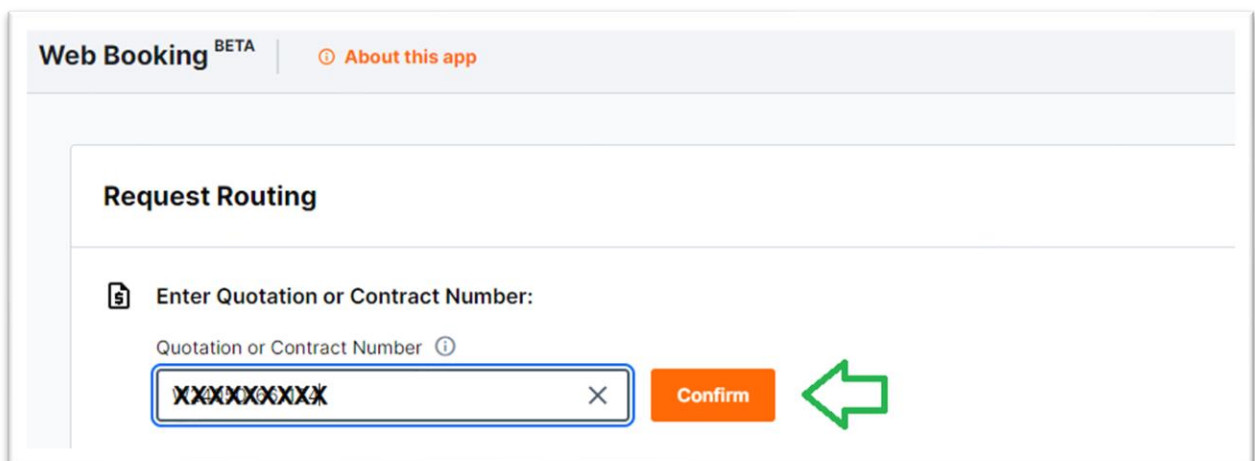 Web Booking BETA
About this app
Request Routing
Enter Quotation or Contract Number:
Quotation or Contract Number
XXXXXXXXX
Confirm